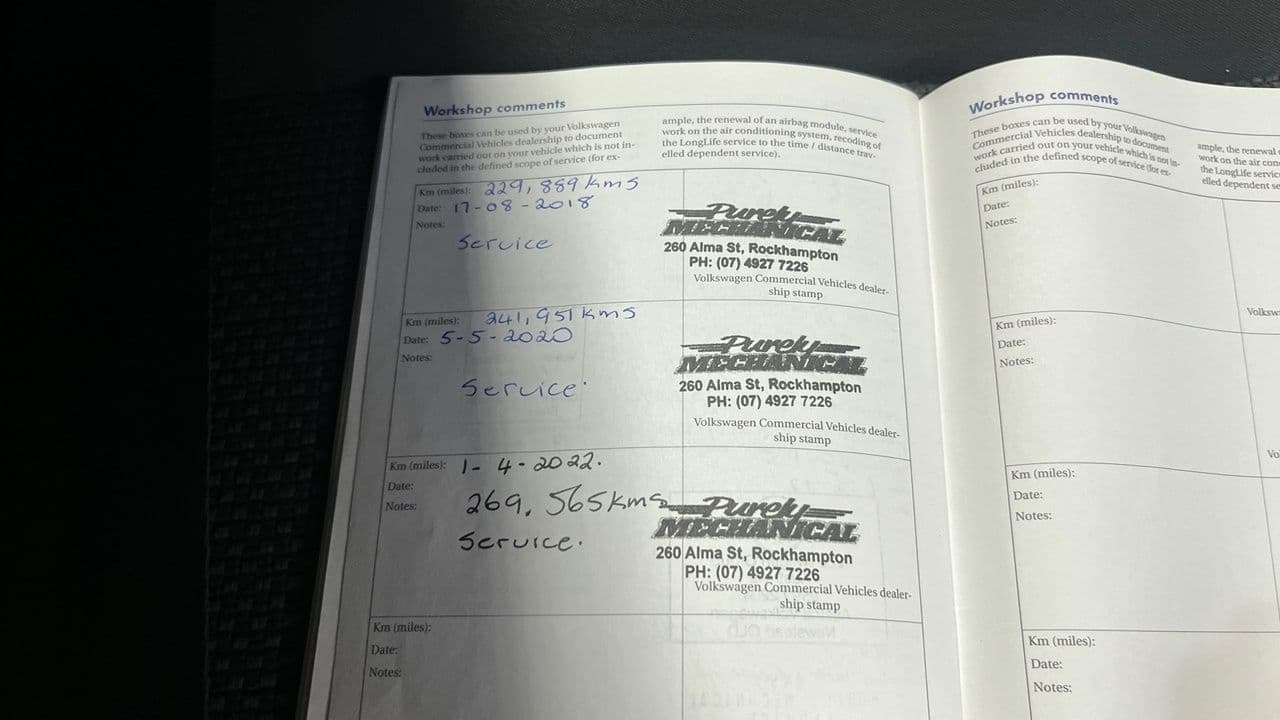 Workshop comments
These boxes can be used by your Volkswagen
Commercial Vehicles dealership to document
work carried out on your vehicle which is not in-
cluded in the defined scope of service (for ex-
ample, the renewal of an airbag module, service
work on the air conditioning system, recoding of
the LongLife service to the time / distance trav-
elled dependent service).
Km (miles): 229,889 kms
Date: 17-08-2018
Notes:
Service
Purely
MECHANICAL
260 Alma St, Rockhampton
PH: (07) 4927 7226
Volkswagen Commercial Vehicles dealer-
ship stamp
Km (miles): 241,951 kms
Date: 5-5-2020
Notes:
Service.
Purely
MECHANICAL
260 Alma St, Rockhampton
PH: (07) 4927 7226
Volkswagen Commercial Vehicles dealer-
ship stamp
Km (miles): 1-4-2022.
Date:
Notes: 269,565 kms
Service.
Purely
MECHANICAL
260 Alma St, Rockhampton
PH: (07) 4927 7226
Volkswagen Commercial Vehicles dealer-
ship stamp
Km (miles):
Date:
Notes:
Workshop comments
These boxes can be used by your Volkswagen
Commercial Vehicles dealership to document
work carried out on your vehicle which is not in-
cluded in the defined scope of service (for ex-
ample, the renewal
work on the air con
the LongLife servic
elled dependent se
Km (miles):
Date:
Notes:
Volksw
Km (miles):
Date:
Notes:
Vo
Km (miles):
Date:
Notes:
Km (miles):
Date:
Notes: